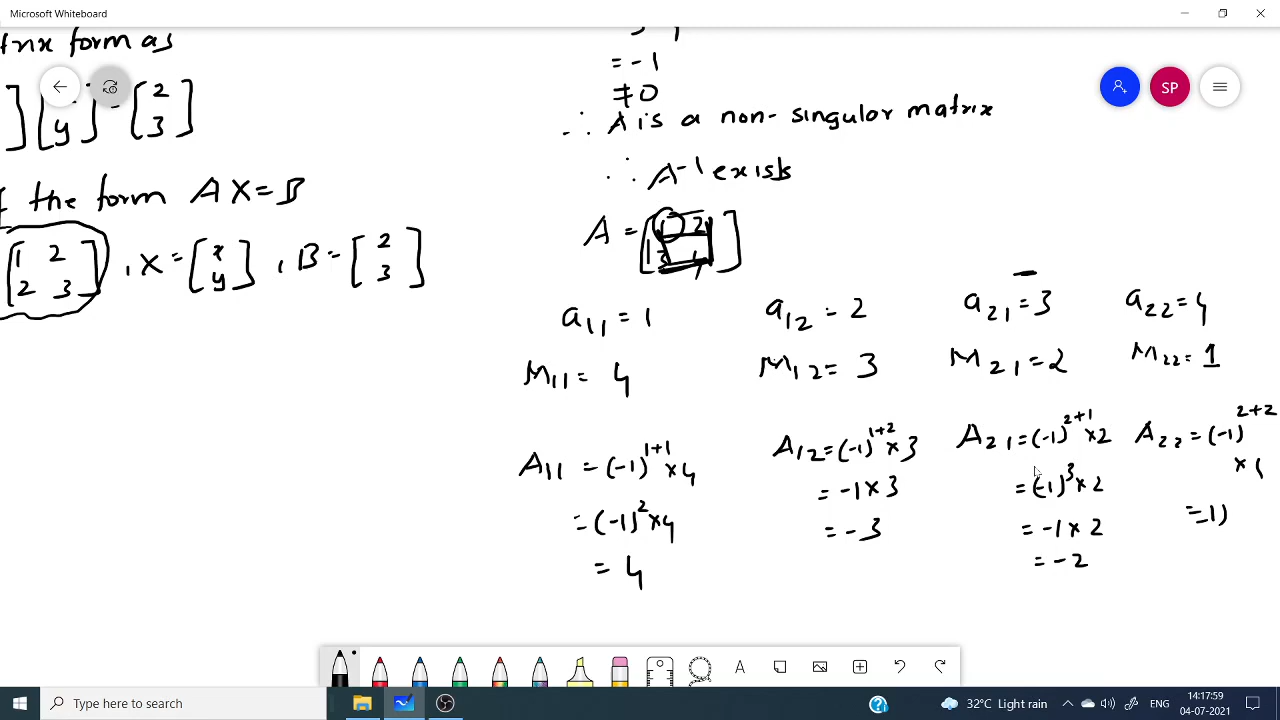 Microsoft Whiteboard
trix form as
] [ y ] = [ 2 3 ]
the form AX=B
[ 1 2 2 3 ] , X = [ x y ] , B = [ 2 3 ]
= -1
≠0
∴ A is a non-singular matrix
∴ A-1 exists
A = [ 1 2 3 4 ]
a11 = 1 a12 = 2 a21 = 3 a22 = 4
M11 = 4 M12 = 3 M21 = 2 M22 = 1
A11 = (-1)^1+1 × 4
= (-1)^2 × 4
= 4
A12 = (-1)^1+2 × 3
= -1 × 3
= -3
A21 = (-1)^2+1 × 2
= (-1)^3 × 2
= -1 × 2
= -2
A22 = (-1)^2+2
SP
A
Type here to search
32°C Light rain
ENG
14:17:59
04-07-2021